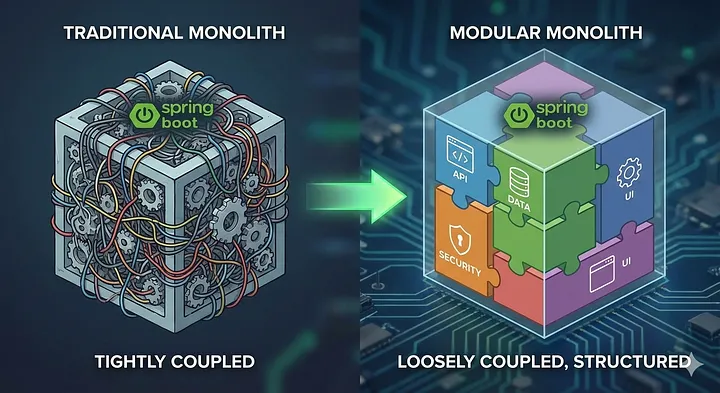 TRADITIONAL MONOLITH
spring
boot
TIGHTLY COUPLED
MODULAR MONOLITH
spring
boot
</>
API
DATA
UI
SECURITY
UI
LOOSELY COUPLED, STRUCTURED